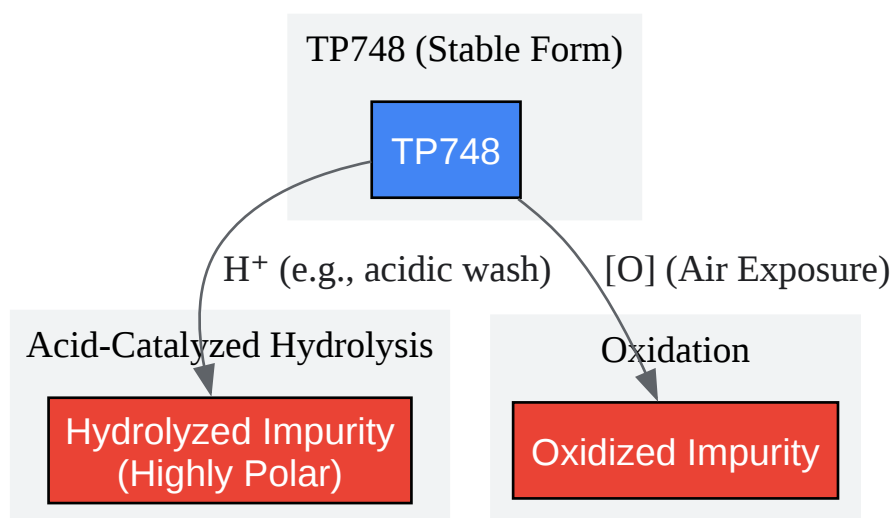 TP748 (Stable Form)
TP748
H⁺ (e.g., acidic wash)
[O] (Air Exposure)
Acid-Catalyzed Hydrolysis
Oxidation
Hydrolyzed Impurity
(Highly Polar)
Oxidized Impurity